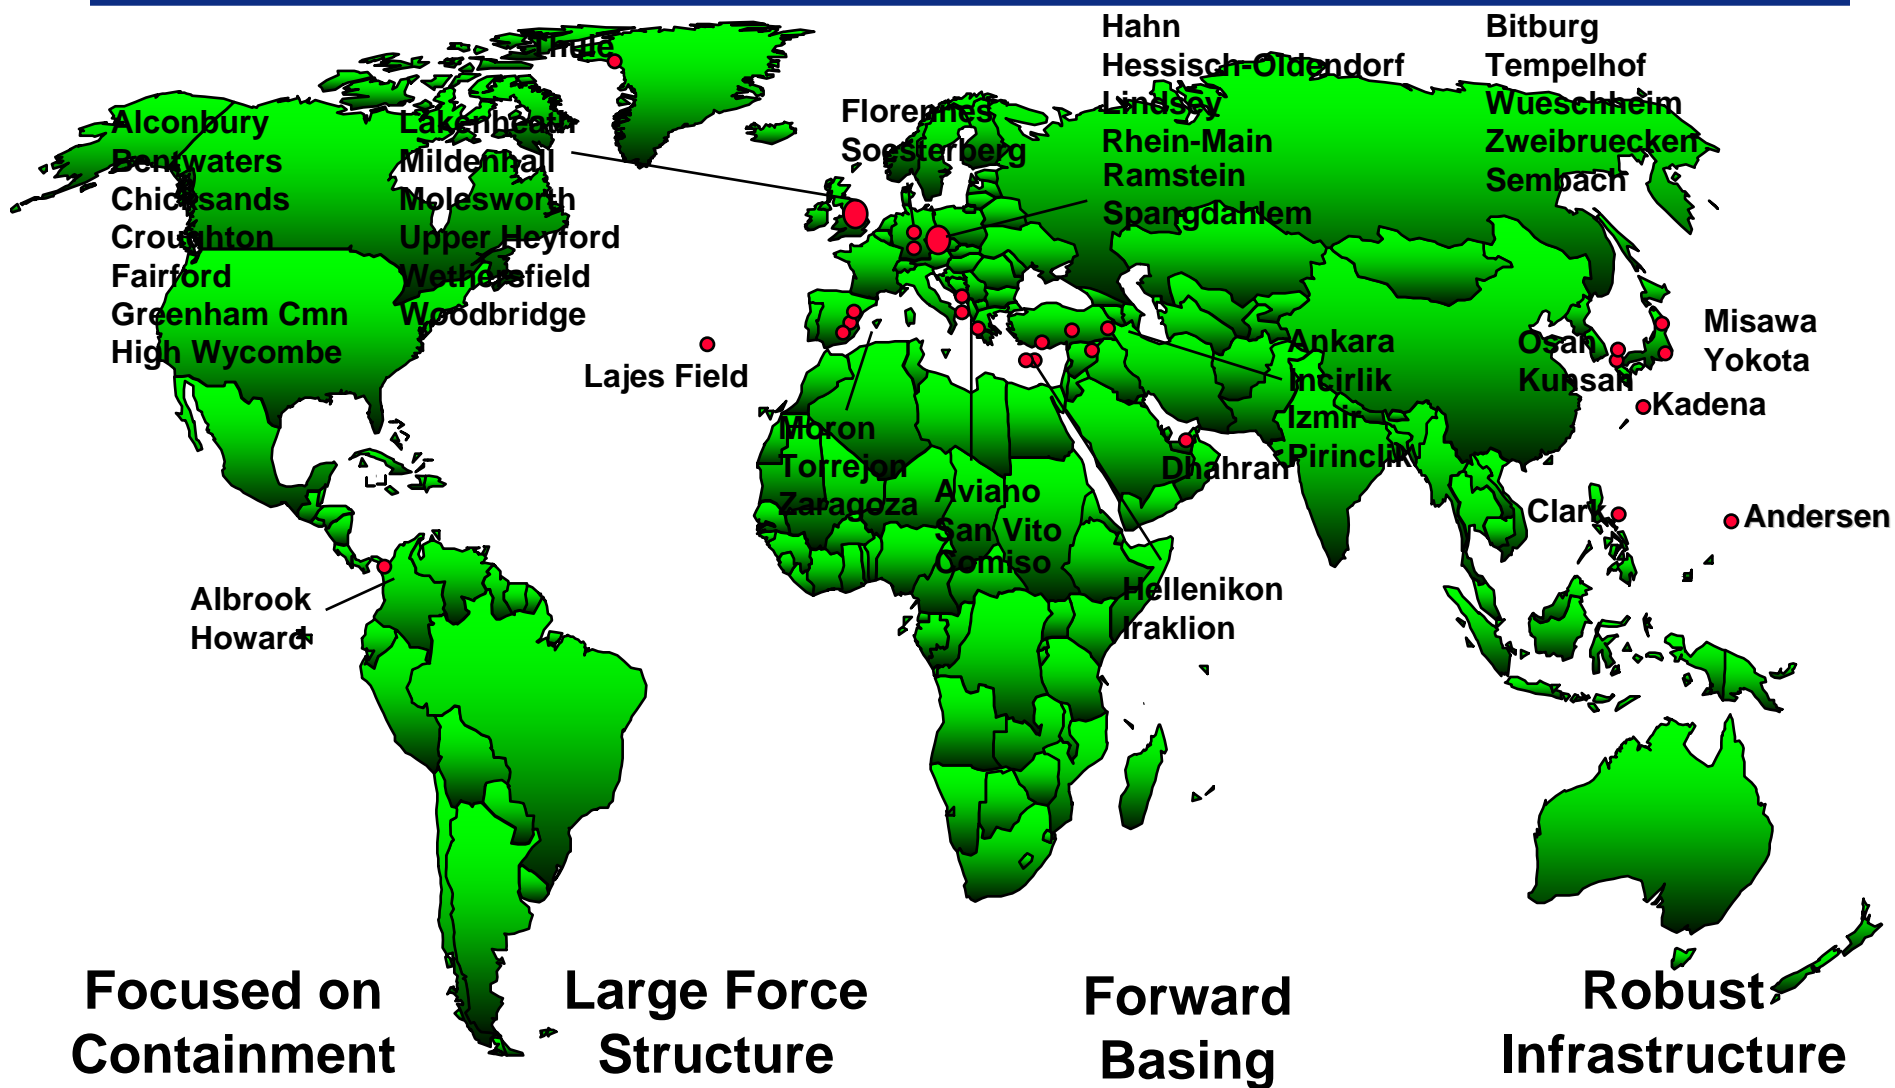 Thule
Alconbury
Bentwaters
Chicksands
Croughton
Fairford
Greenham Cmn
High Wycombe
Lakenheath
Mildenhall
Molesworth
Upper Heyford
Wethersfield
Woodbridge
Florennes
Soesterberg
Hahn
Hessisch-Oldendorf
Lindsey
Rhein-Main
Ramstein
Spangdahlem
Bitburg
Tempelhof
Wueschheim
Zweibruecken
Sembach
Lajes Field
Moron
Torrejon
Zaragoza
Aviano
San Vito
Comiso
Hellenikon
Iraklion
Dhahran
Ankara
Incirlik
Izmir
Pirinclik
Osan
Kunsan
Misawa
Yokota
Kadena
Clark
Andersen
Albrook
Howard
Focused on
Containment
Large Force
Structure
Forward
Basing
Robust
Infrastructure